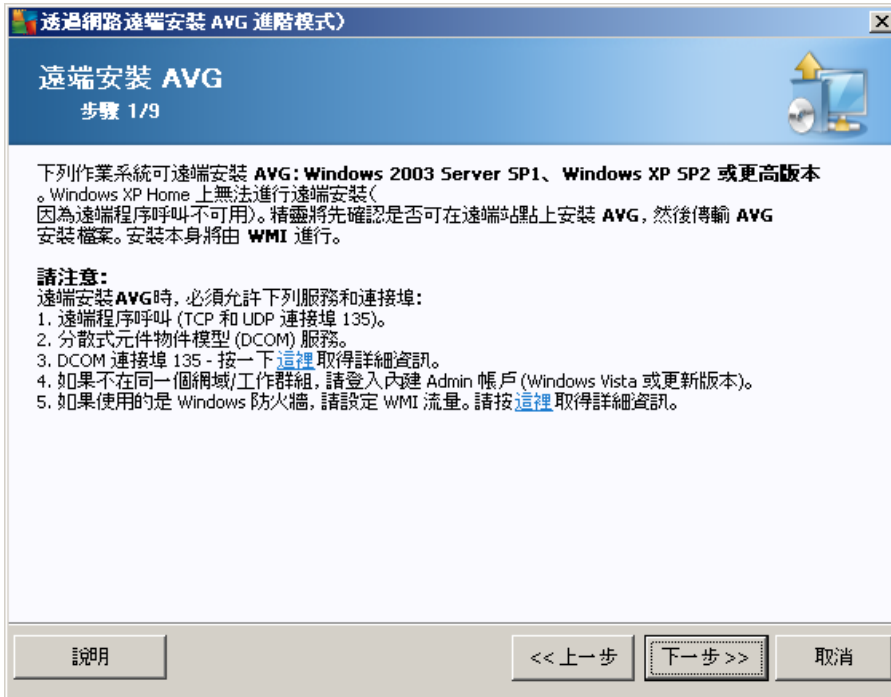 透過網路遠端安裝 AVG 進階模式)
遠端安裝 AVG
步驟 1/9
下列作業系統可遠端安裝 AVG: Windows 2003 Server SP1、Windows XP SP2 或更高版本
。Windows XP Home 上無法進行遠端安裝(
因為遠端程序呼叫不可用)。精靈將先確認是否可在遠端站點上安裝 AVG, 然後傳輸 AVG
安裝檔案。安裝本身將由 WMI 進行。
請注意:
遠端安裝AVG時, 必須允許下列服務和連接埠:
1. 遠端程序呼叫 (TCP 和 UDP 連接埠 135)。
2. 分散式元件物件模型 (DCOM) 服務。
3. DCOM 連接埠 135 - 按一下這裡取得詳細資訊。
4. 如果不在同一個網域/工作群組, 請登入內建 Admin 帳戶 (Windows Vista 或更新版本)。
5. 如果使用的是 Windows 防火牆, 請設定 WMI 流量。請按這裡取得詳細資訊。
說明
<< 上一步
下一步 >>
取消